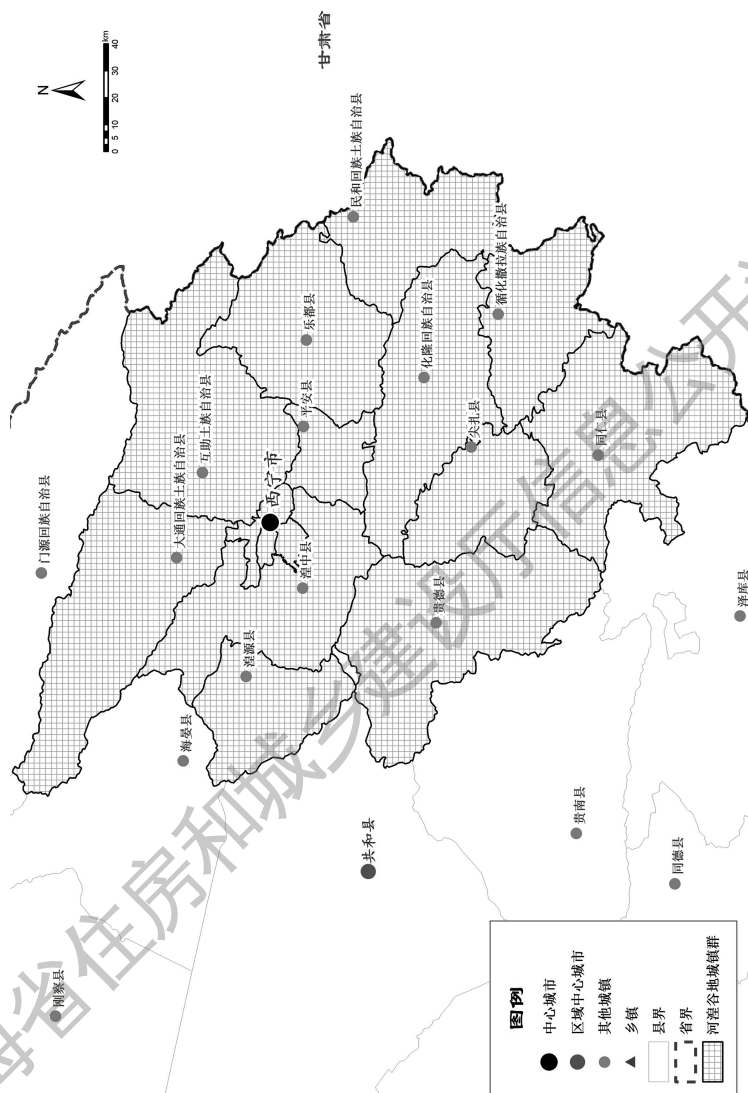 甘肃省
N
km
0 5 10 20 30 40
门源回族自治县
大通回族土族自治县
互助土族自治县
西宁市
平安县
乐都县
民和回族土族自治县
湟中县
湟源县
海晏县
刚察县
共和县
贵德县
化隆回族自治县
循化撒拉族自治县
尖扎县
同仁县
贵南县
同德县
泽库县
图例
中心城市
区域中心城市
其他城镇
乡镇
县界
省界
河湟谷地城镇群
海省住房和城乡建设厅信息公开